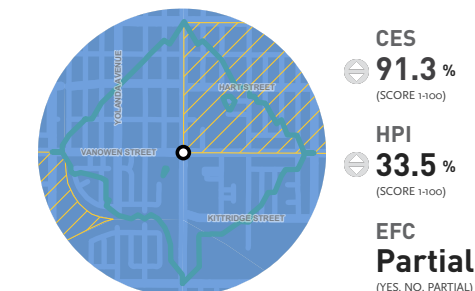 YOLANDA AVENUE
HART STREET
VANOWEN STREET
KITTRIDGE STREET
CES
91.3 %
(SCORE 1-100)
HPI
33.5 %
(SCORE 1-100)
EFC
Partial
(YES, NO, PARTIAL)